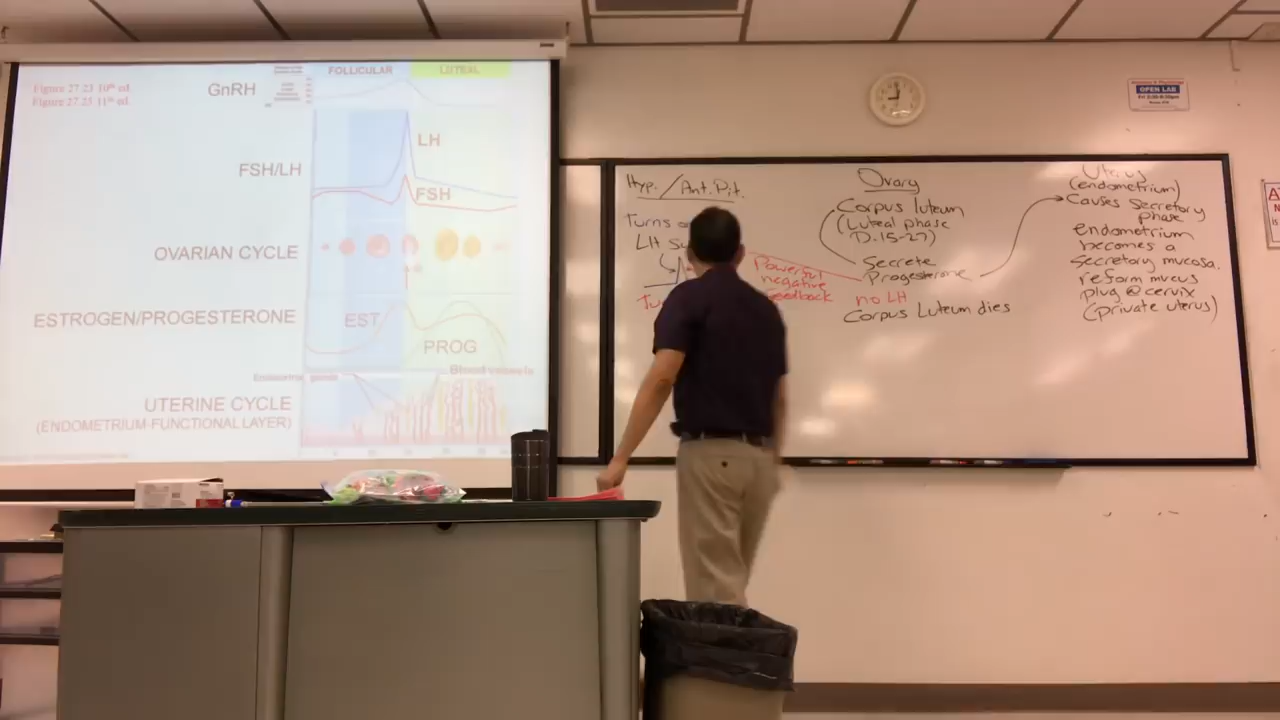 Figure 27.23 10th ed.
Figure 27.25 11th ed.
GnRH
FOLLICULAR
LUTEAL
LH
FSH/LH
FSH
OVARIAN CYCLE
ESTROGEN/PROGESTERONE
EST
PROG
Blood vessels
Endometrial glands
UTERINE CYCLE
(ENDOMETRIUM-FUNCTIONAL LAYER)
Hyp. / Ant. Pit.
Turns
LH
Powerful
negative
feedback
Ovary
Corpus luteum
(Luteal phase
D.15-27)
Secrete
Progesterone
no LH
Corpus Luteum dies
Uterus
(endometrium)
Causes Secretory
phase
endometrium
becomes a
secretory mucosa.
reform mucus
plug @ cervix
(private uterus)
OPEN LAB